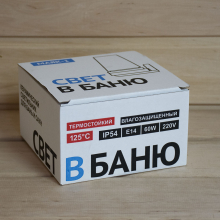 СВЕТ
В БАНЮ
ТЕРМОСТОЙКИЙ
ВЛАГОЗАЩИЩЕННЫЙ
125°C
IP54
E14
60W
220V
В БАНЮ
СВЕТ